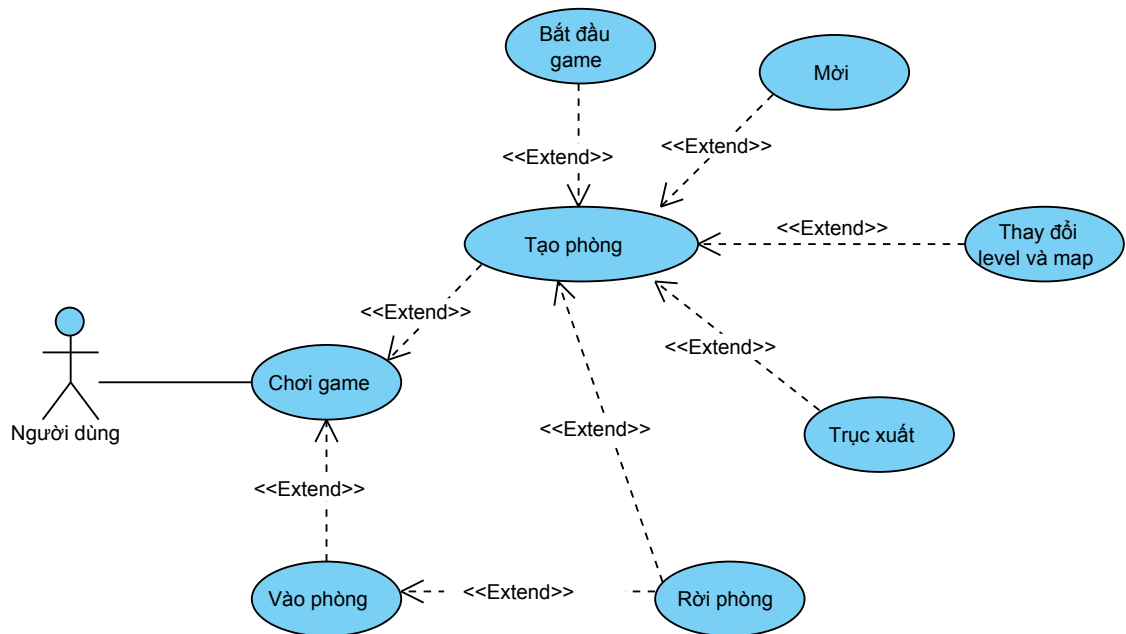 Bắt đầu
game
Mời
<<Extend>>
<<Extend>>
Tạo phòng
<<Extend>>
Thay đổi
level và map
<<Extend>>
<<Extend>>
Chơi game
Người dùng
<<Extend>>
Trục xuất
<<Extend>>
Vào phòng
<<Extend>>
Rời phòng